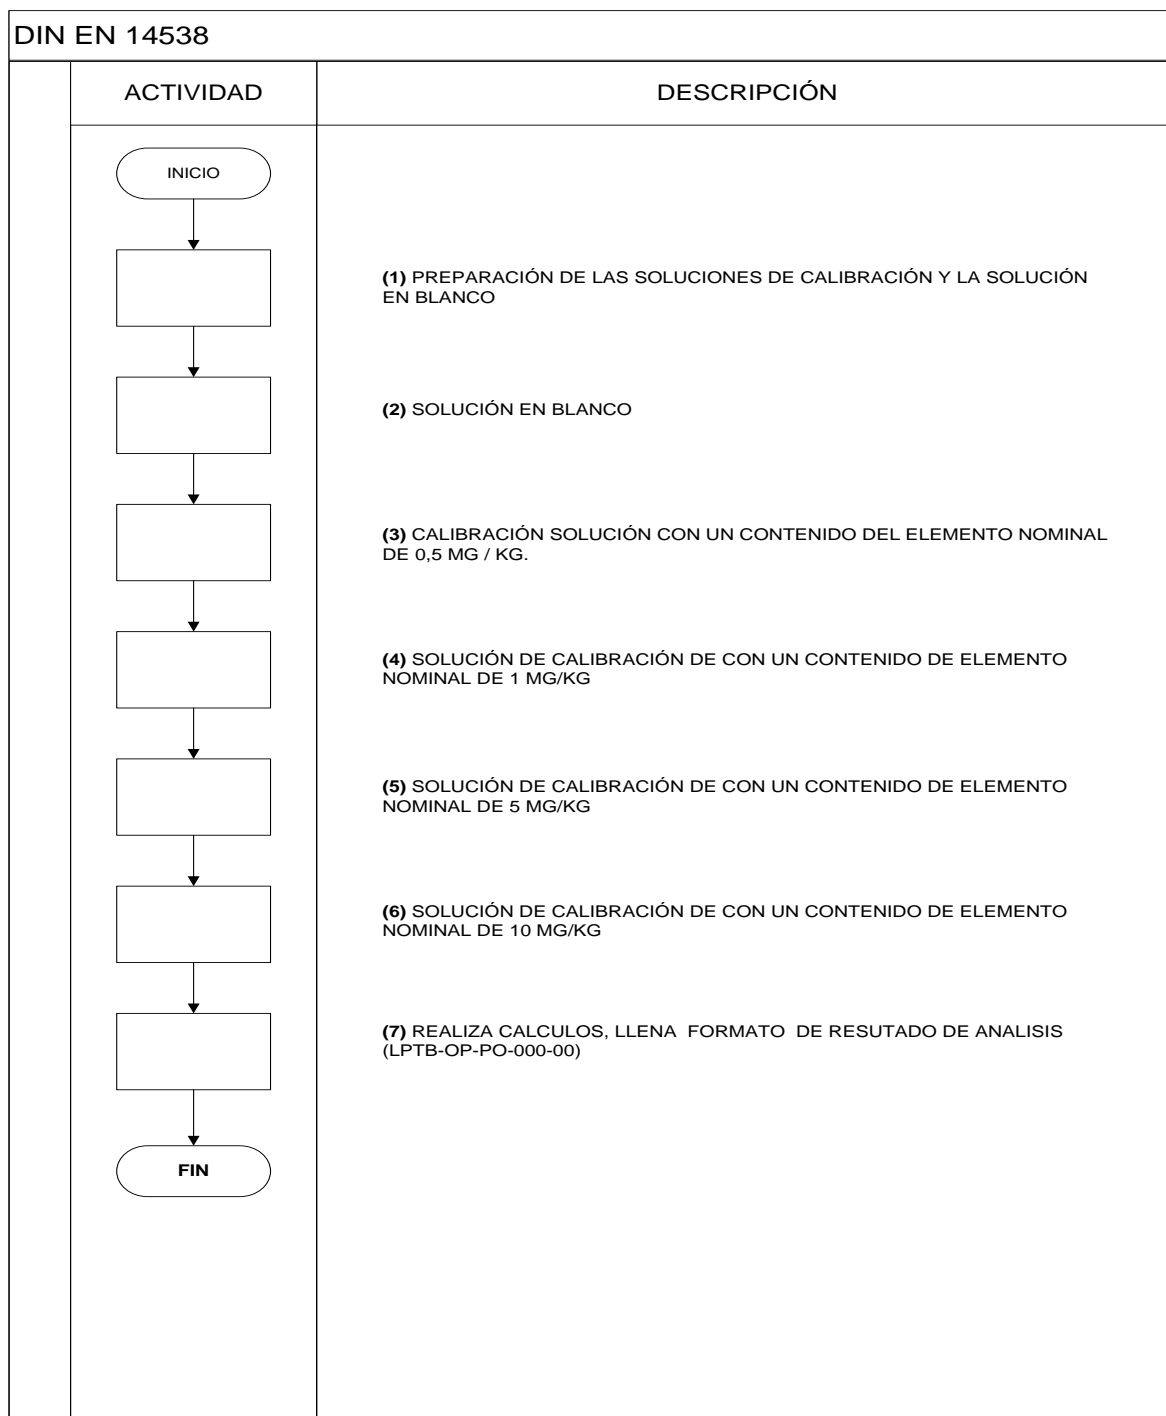 DIN EN 14538
ACTIVIDAD
DESCRIPCIÓN
INICIO
(1) PREPARACIÓN DE LAS SOLUCIONES DE CALIBRACIÓN Y LA SOLUCIÓN
EN BLANCO
(2) SOLUCIÓN EN BLANCO
(3) CALIBRACIÓN SOLUCIÓN CON UN CONTENIDO DEL ELEMENTO NOMINAL
DE 0,5 MG / KG.
(4) SOLUCIÓN DE CALIBRACIÓN DE CON UN CONTENIDO DE ELEMENTO
NOMINAL DE 1 MG/KG
(5) SOLUCIÓN DE CALIBRACIÓN DE CON UN CONTENIDO DE ELEMENTO
NOMINAL DE 5 MG/KG
(6) SOLUCIÓN DE CALIBRACIÓN DE CON UN CONTENIDO DE ELEMENTO
NOMINAL DE 10 MG/KG
(7) REALIZA CALCULOS, LLENA  FORMATO  DE RESUTADO DE ANALISIS
(LPTB-OP-PO-000-00)
FIN